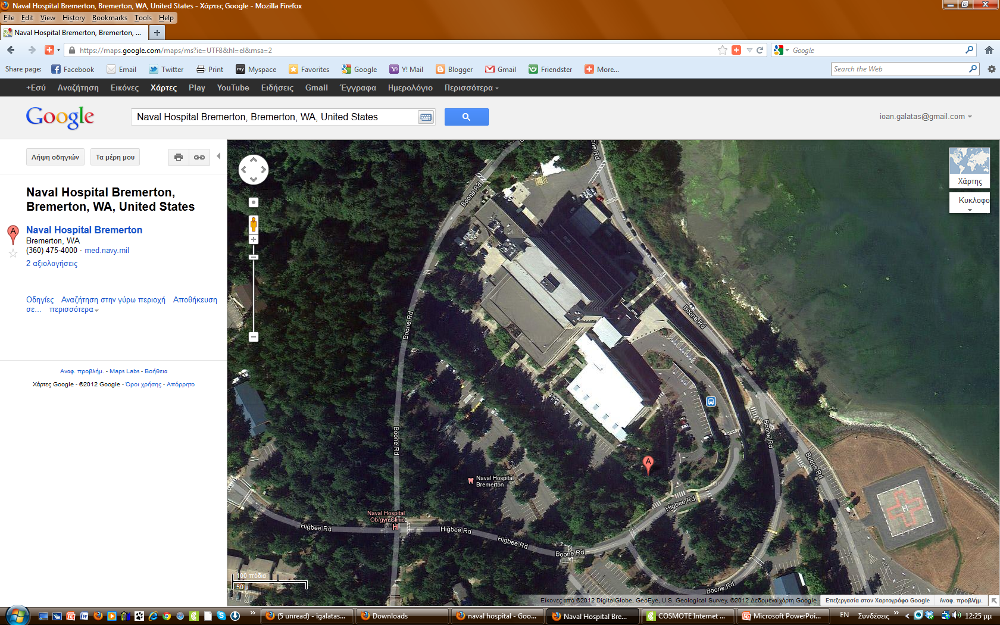 Naval Hospital Bremerton, Bremerton, WA, United States - Χάρτες Google - Mozilla Firefox
File Edit View History Bookmarks Tools Help
Naval Hospital Bremerton, Bremerton, ...
https://maps.google.com/maps/ms?ie=UTF8&hl=el&msa=2
Google
Share page: Facebook Email Twitter Print Myspace Favorites Google Y! Mail Blogger Gmail Friendster More...
Search the Web
+Εσύ Αναζήτηση Εικόνες Χάρτες Play YouTube Ειδήσεις Gmail Έγγραφα Ημερολόγιο Περισσότερα
Google
Naval Hospital Bremerton, Bremerton, WA, United States
ioan.galatas@gmail.com
Λήψη οδηγιών Τα μέρη μου
Naval Hospital Bremerton,
Bremerton, WA, United States
A
Naval Hospital Bremerton
Bremerton, WA
(360) 475-4000 · med.navy.mil
2 αξιολογήσεις
Οδηγίες Αναζήτηση στην γύρω περιοχή Αποθήκευση
σε... περισσότερα
Αναφ. προβλήμ. - Maps Labs - Βοήθεια
Χάρτες Google - ©2012 Google - Όροι χρήσης - Απόρρητο
Χάρτης
Κυκλοφο
Boone Rd
Boone Rd
Boone Rd
Boone Rd
Boone Rd
Boone Rd
Boone Rd
A
Naval Hospital
Bremerton
Higbee Rd
H
Naval Hospital
Ob/gyn Clinic
H
Higbee Rd
Higbee Rd
Higbee Rd
Boone Rd
Boone Rd
100 πόδια
50 μ
Είκονες από ©2012 DigitalGlobe, GeoEye, U.S. Geological Survey, ©2012 Δεδομένα χάρτη Google -
Επεξεργασία στον Χαρτογράφο Google
Αναφ. προβλήμ.
(5 unread) - igalatas...
Downloads
naval hospital - Goo...
Naval Hospital Bre...
COSMOTE Internet ...
Microsoft PowerPoi...
EN
Συνδέσεις
12:25 μμ